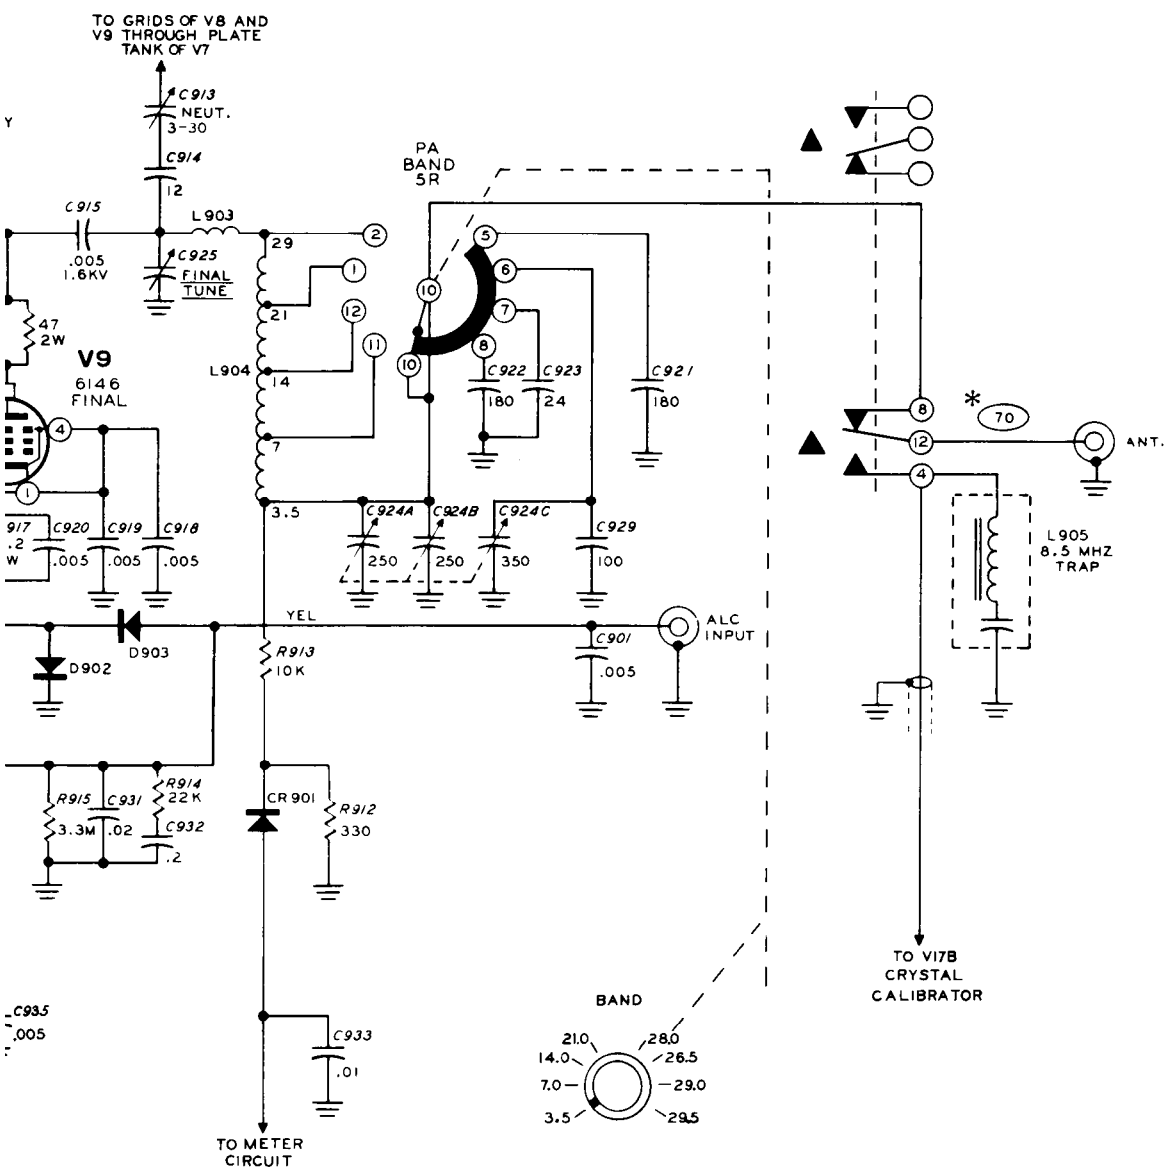 TO GRIDS OF V8 AND
V9 THROUGH PLATE
TANK OF V7
C913
NEUT.
3-30
Y
C914
12
PA
BAND
5R
C915
.005
1.6KV
L903
C925
FINAL
TUNE
29
2
1
21
12
11
L904
14
7
3.5
5
6
7
8
10
10
47
2W
V9
6146
FINAL
4
1
C922
180
C923
24
C921
180
8
12
4
*
70
ANT.
917
.2
W
C920
.005
C919
.005
C918
.005
C924A
250
C924B
250
C924C
350
C929
100
L905
8.5 MHZ
TRAP
YEL
ALC
INPUT
D903
D902
R913
10K
C901
.005
R915
3.3M
C931
.02
R914
22K
C932
.2
CR901
R912
330
TO V17B
CRYSTAL
CALIBRATOR
C935
.005
C933
.01
BAND
21.0
28.0
14.0
26.5
7.0
29.0
3.5
29.5
TO METER
CIRCUIT